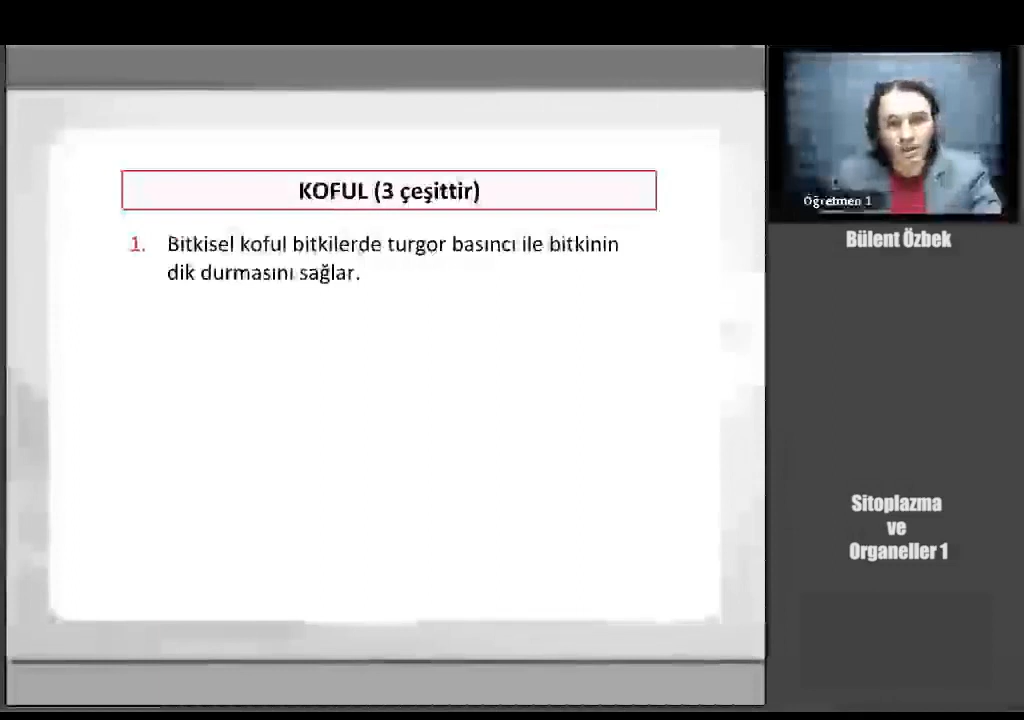 KOFUL (3 çeşittir)
1. Bitkisel koful bitkilerde turgor basıncı ile bitkinin
dik durmasını sağlar.
Öğretmen 1
Bülent Özbek
Sitoplazma
ve
Organeller 1